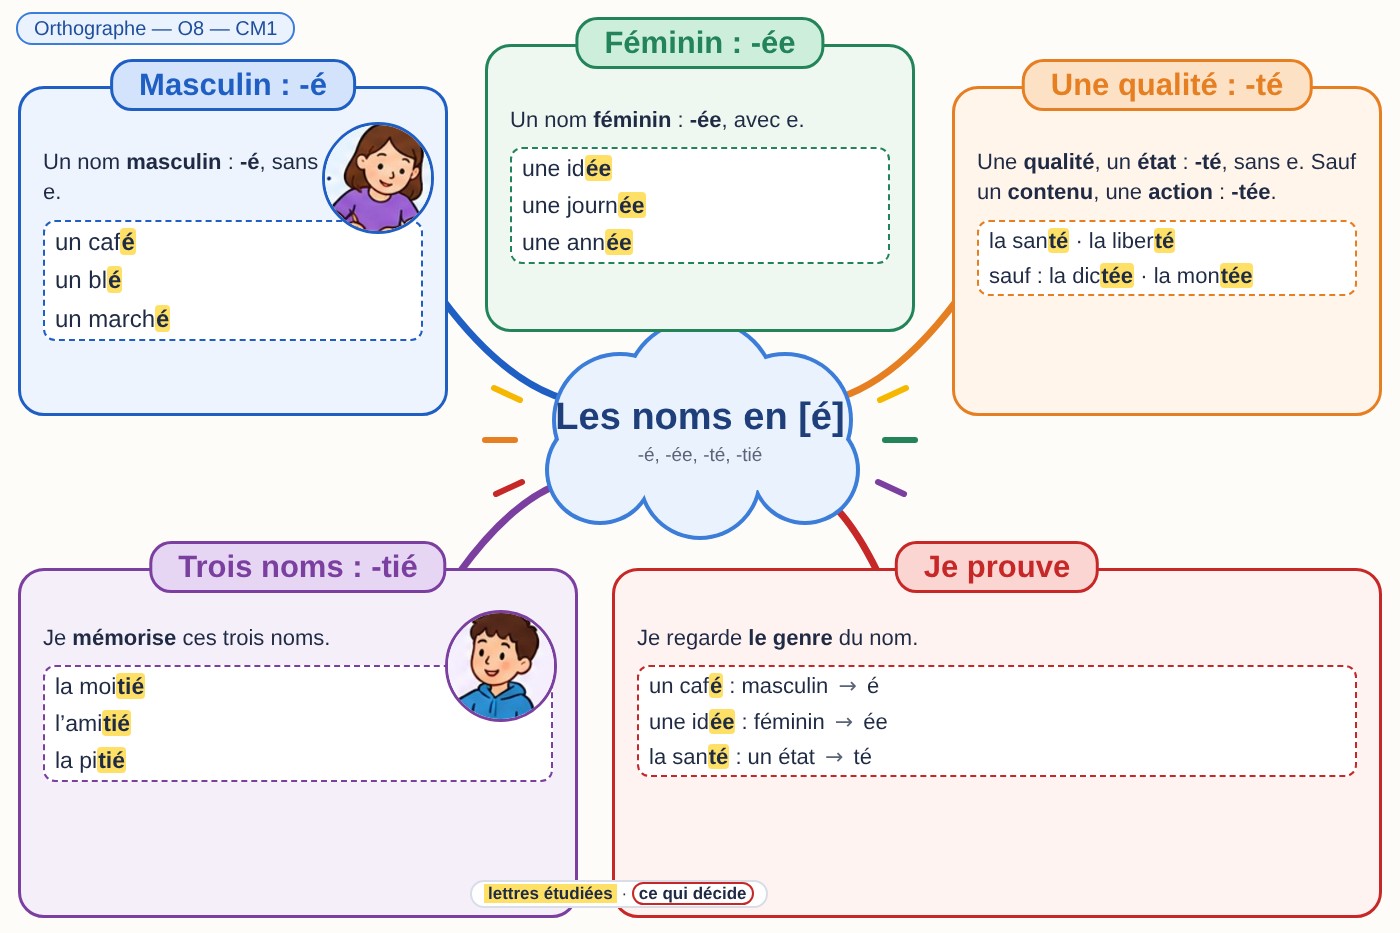 Orthographe — O8 — CM1
Masculin : -é
Un nom masculin : -é, sans
e.
un café
un blé
un marché
Féminin : -ée
Un nom féminin : -ée, avec e.
une idée
une journée
une année
Une qualité : -té
Une qualité, un état : -té, sans e. Sauf
un contenu, une action : -tée.
la santé · la liberté
sauf : la dictée · la montée
Les noms en [é]
-é, -ée, -té, -tié
Trois noms : -tié
Je mémorise ces trois noms.
la moitié
l’amitié
la pitié
Je prouve
Je regarde le genre du nom.
un café : masculin → é
une idée : féminin → ée
la santé : un état → té
lettres étudiées · ce qui décide